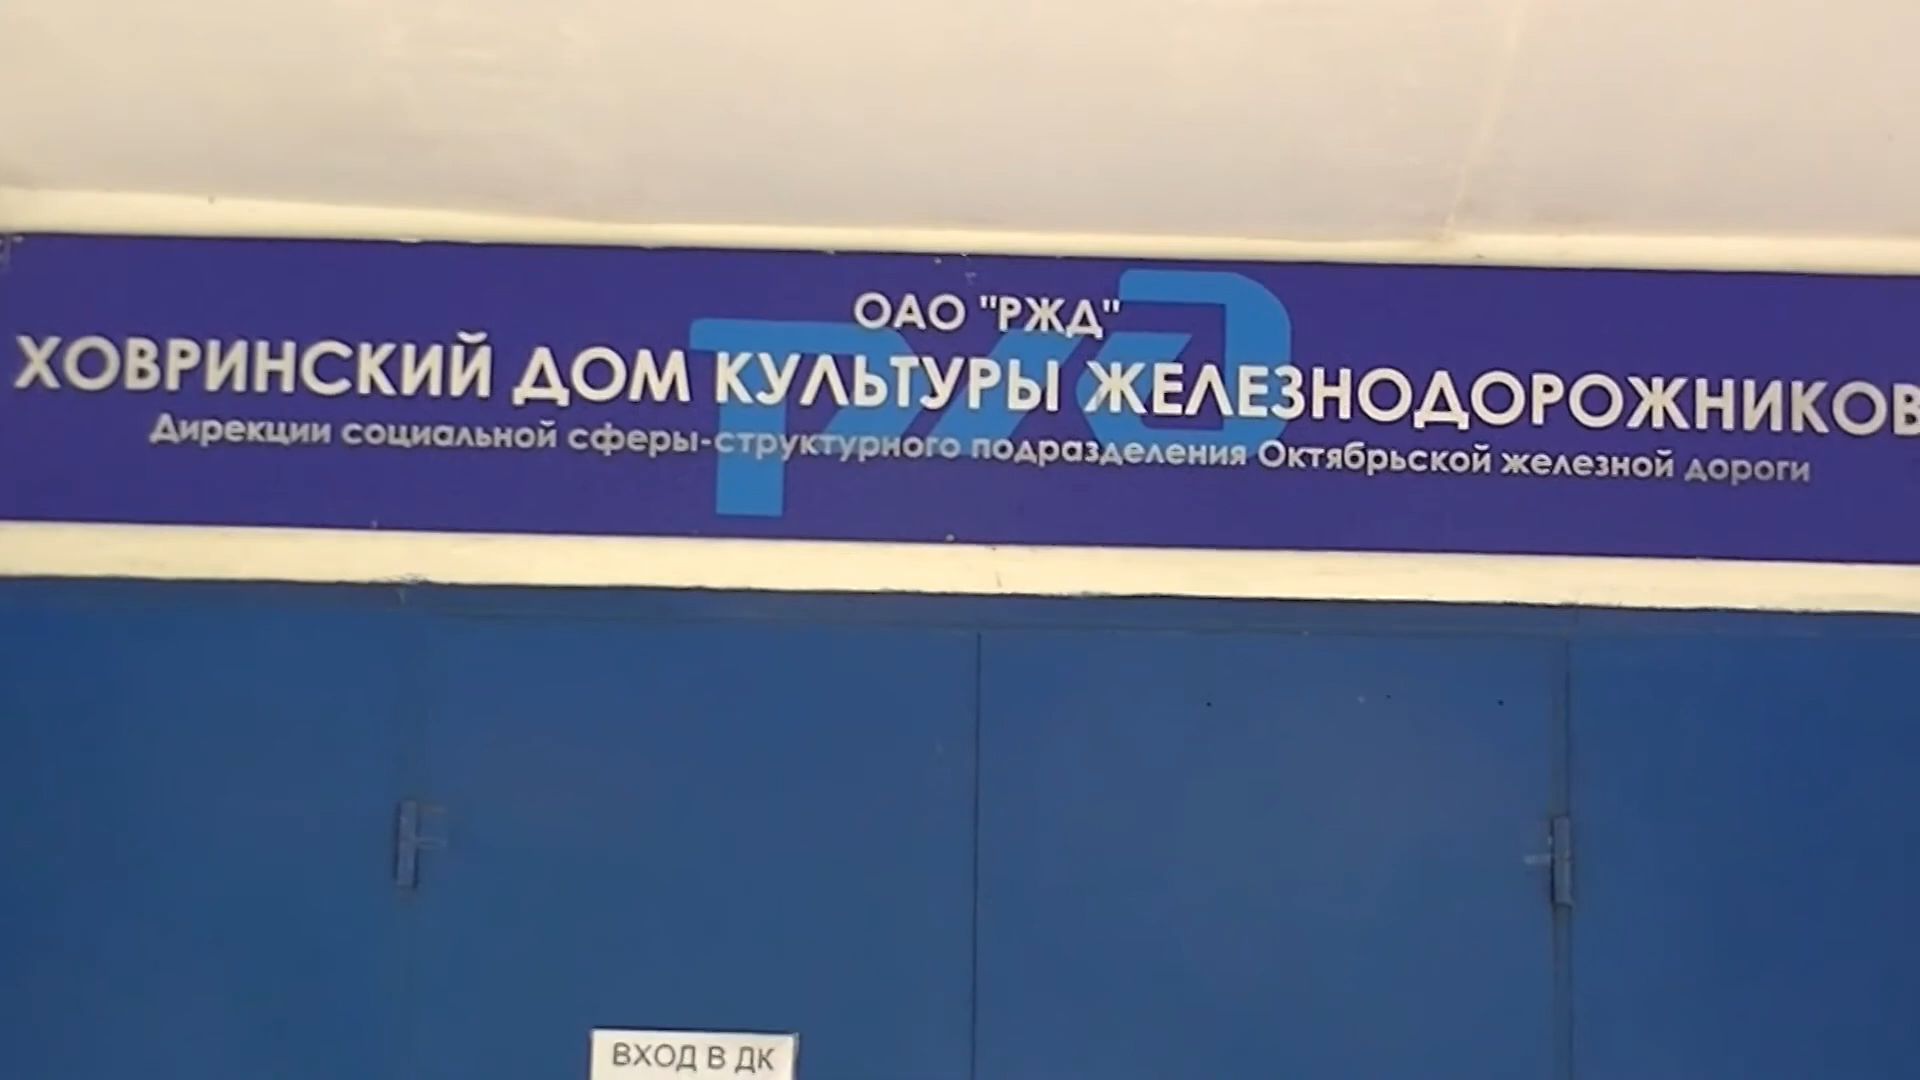 ОАО "РЖД"
ХОВРИНСКИЙ ДОМ КУЛЬТУРЫ ЖЕЛЕЗНОДОРОЖНИКОВ
Дирекции социальной сферы-структурного подразделения Октябрьской железной дороги
ВХОД В ДК